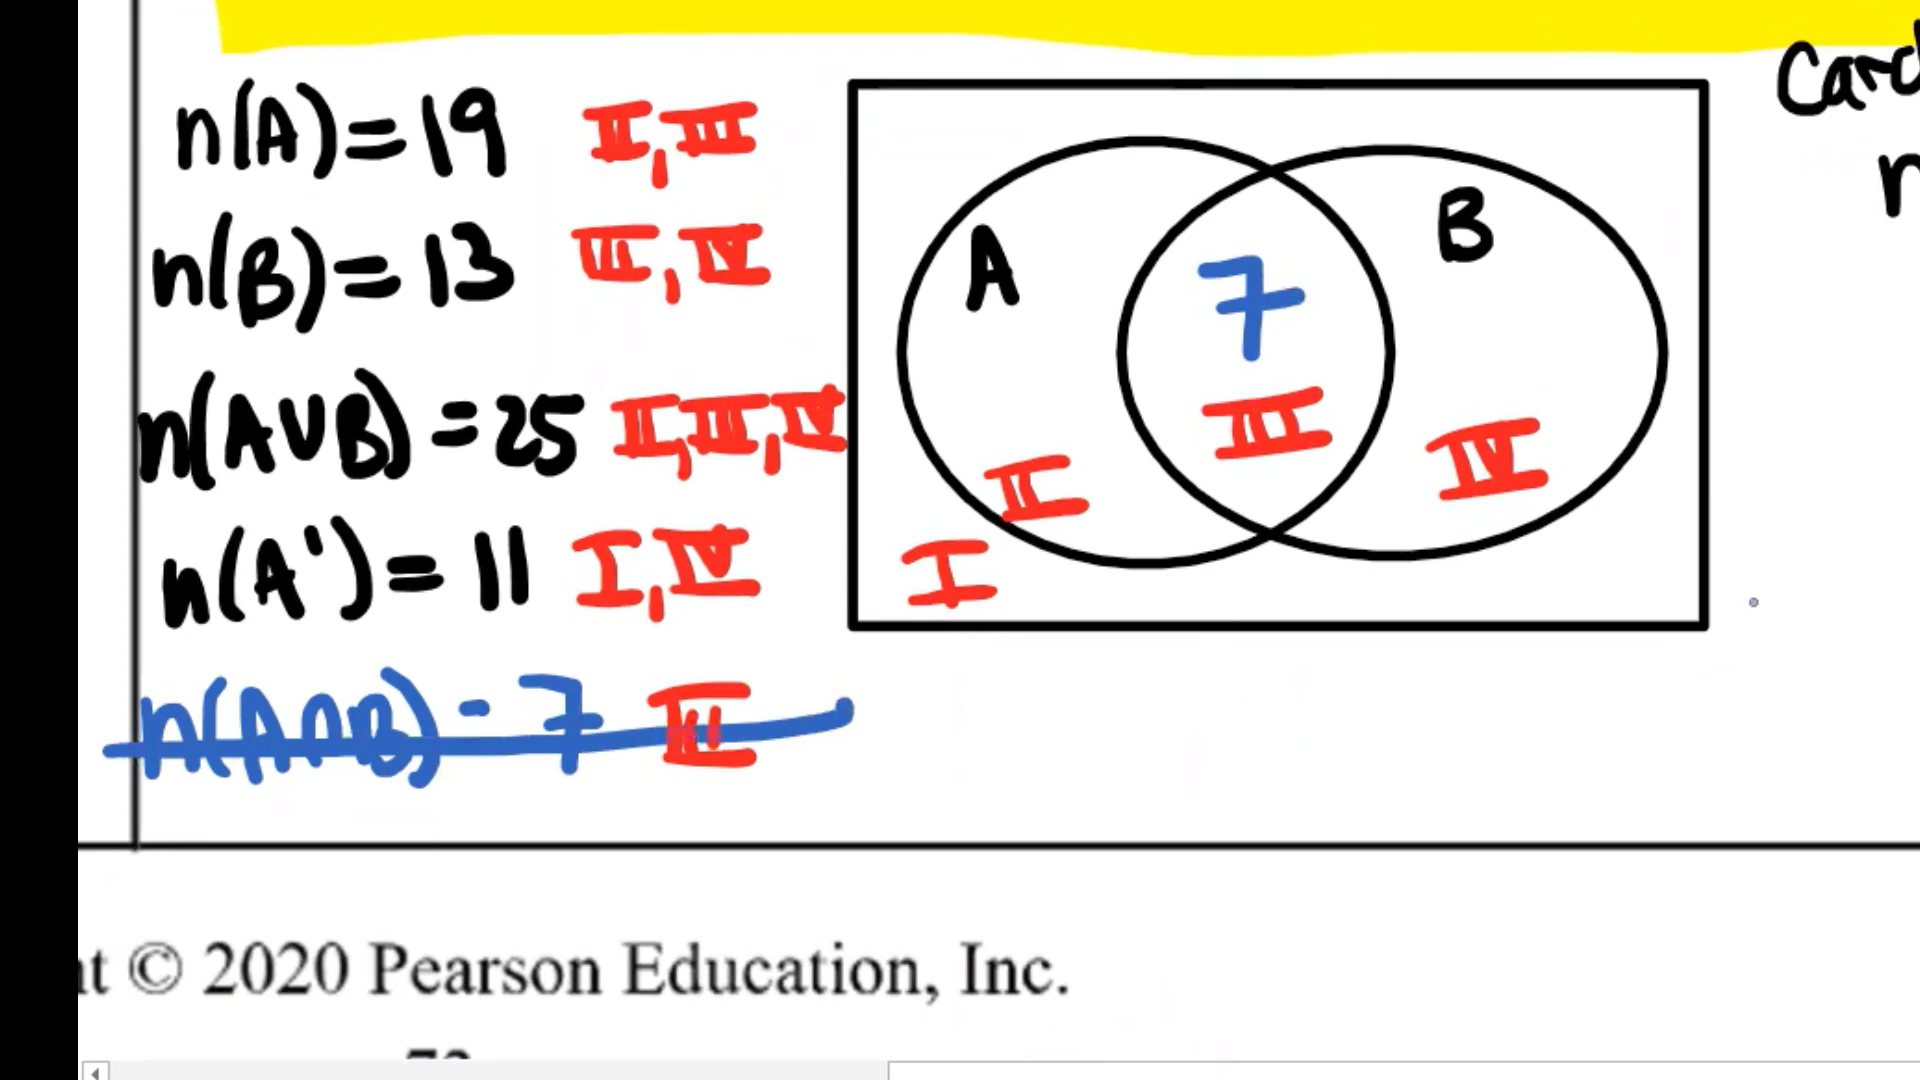 n(A)=19 II, III
n(B)=13 III, IV
n(A∪B)=25 II, III, IV
n(A')=11 I, IV
n(A∩B)-7 III
A
B
7
III
II
IV
I
© 2020 Pearson Education, Inc.